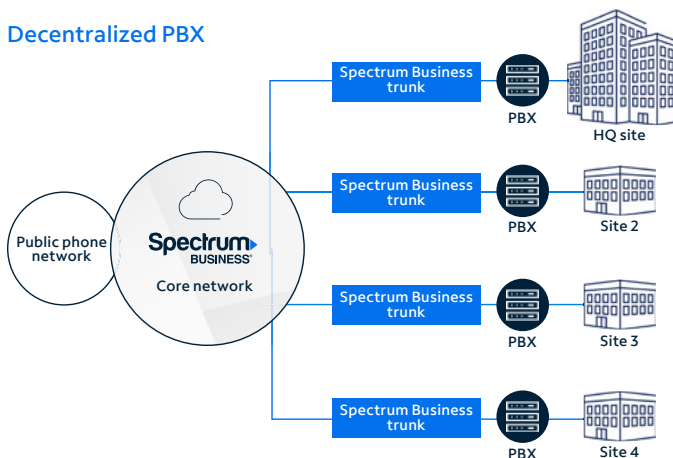 Decentralized PBX
Spectrum Business
trunk
PBX
HQ site
Spectrum Business
trunk
PBX
Site 2
Public phone
network
Spectrum
BUSINESS®
Core network
Spectrum Business
trunk
PBX
Site 3
Spectrum Business
trunk
PBX
Site 4